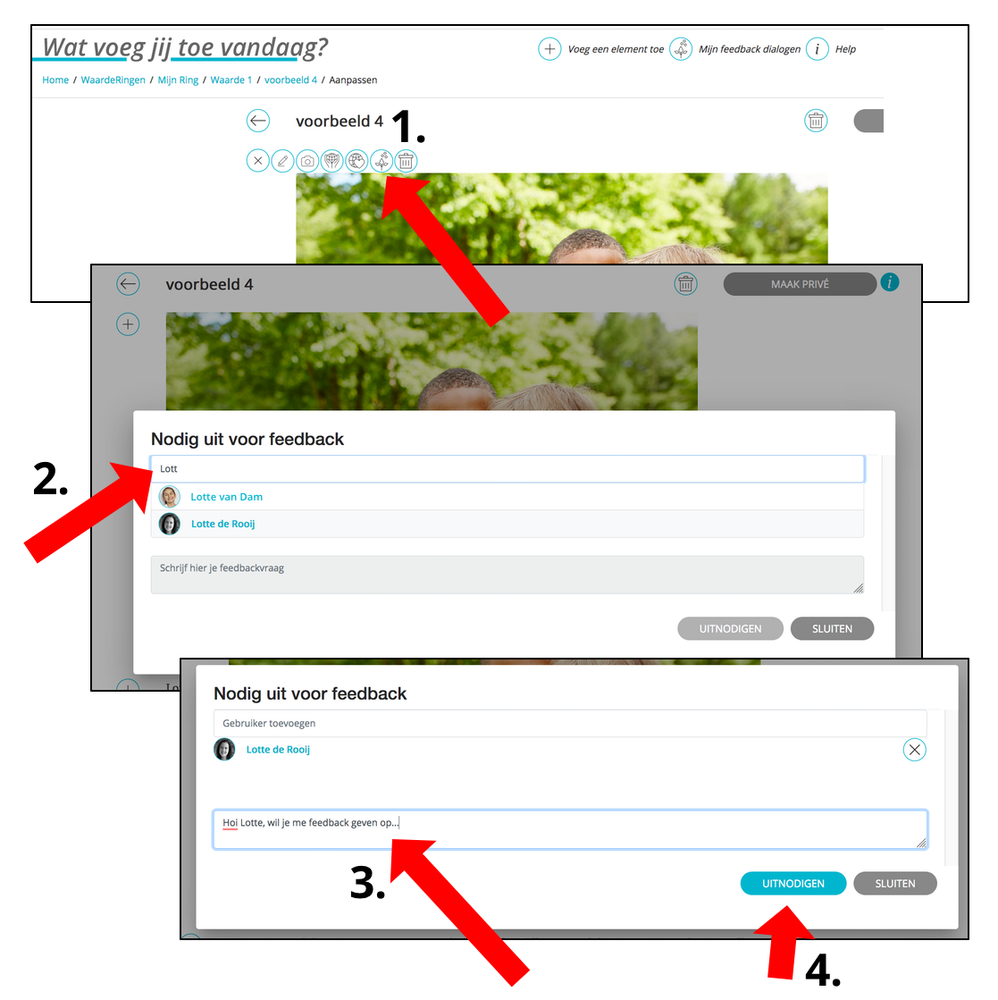 Wat voeg jij toe vandaag?
Voeg een element toe
Mijn feedback dialogen
i
Help
Home / WaardeRingen / Mijn Ring / Waarde 1 / voorbeeld 4 / Aanpassen
voorbeeld 4
1.
voorbeeld 4
MAAK PRIVÉ
i
Nodig uit voor feedback
2.
Lott
Lotte van Dam
Lotte de Rooij
Schrijf hier je feedbackvraag
UITNODIGEN
SLUITEN
Nodig uit voor feedback
Gebruiker toevoegen
Lotte de Rooij
Hoi Lotte, wil je me feedback geven op...
3.
UITNODIGEN
SLUITEN
4.